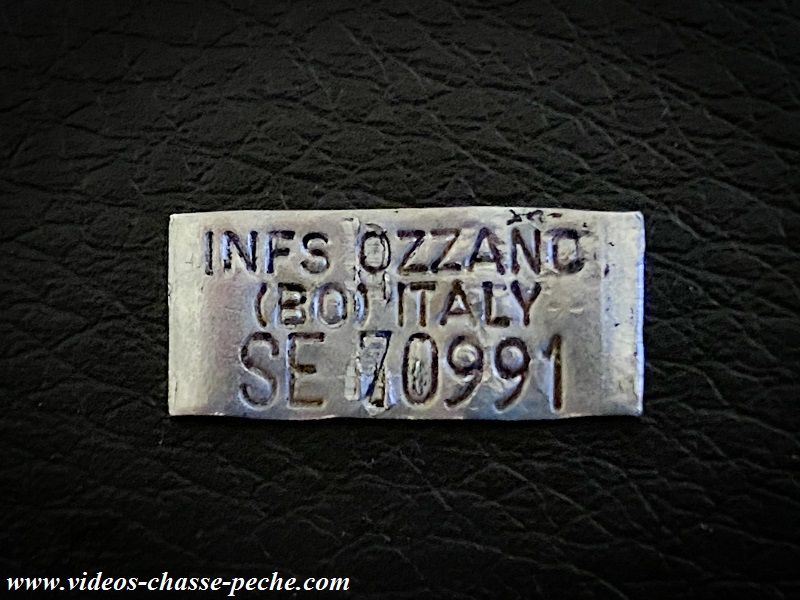 INFS OZZANO
(BO) ITALY
SE 70991
www.videos-chasse-peche.com